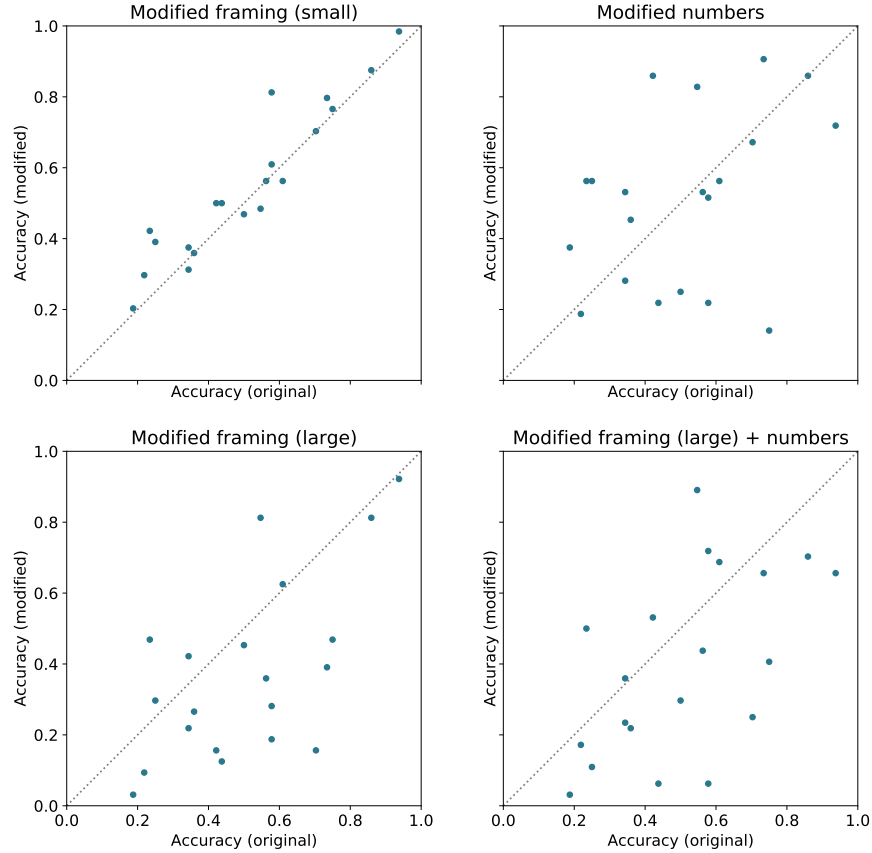 Modified framing (small)
1.0
0.8
0.6
0.4
0.2
0.0
Accuracy (modified)
Accuracy (original)
Modified numbers
Accuracy (modified)
Accuracy (original)
Modified framing (large)
1.0
0.8
0.6
0.4
0.2
0.0
Accuracy (modified)
0.0 0.2 0.4 0.6 0.8 1.0
Accuracy (original)
Modified framing (large) + numbers
Accuracy (modified)
0.0 0.2 0.4 0.6 0.8 1.0
Accuracy (original)